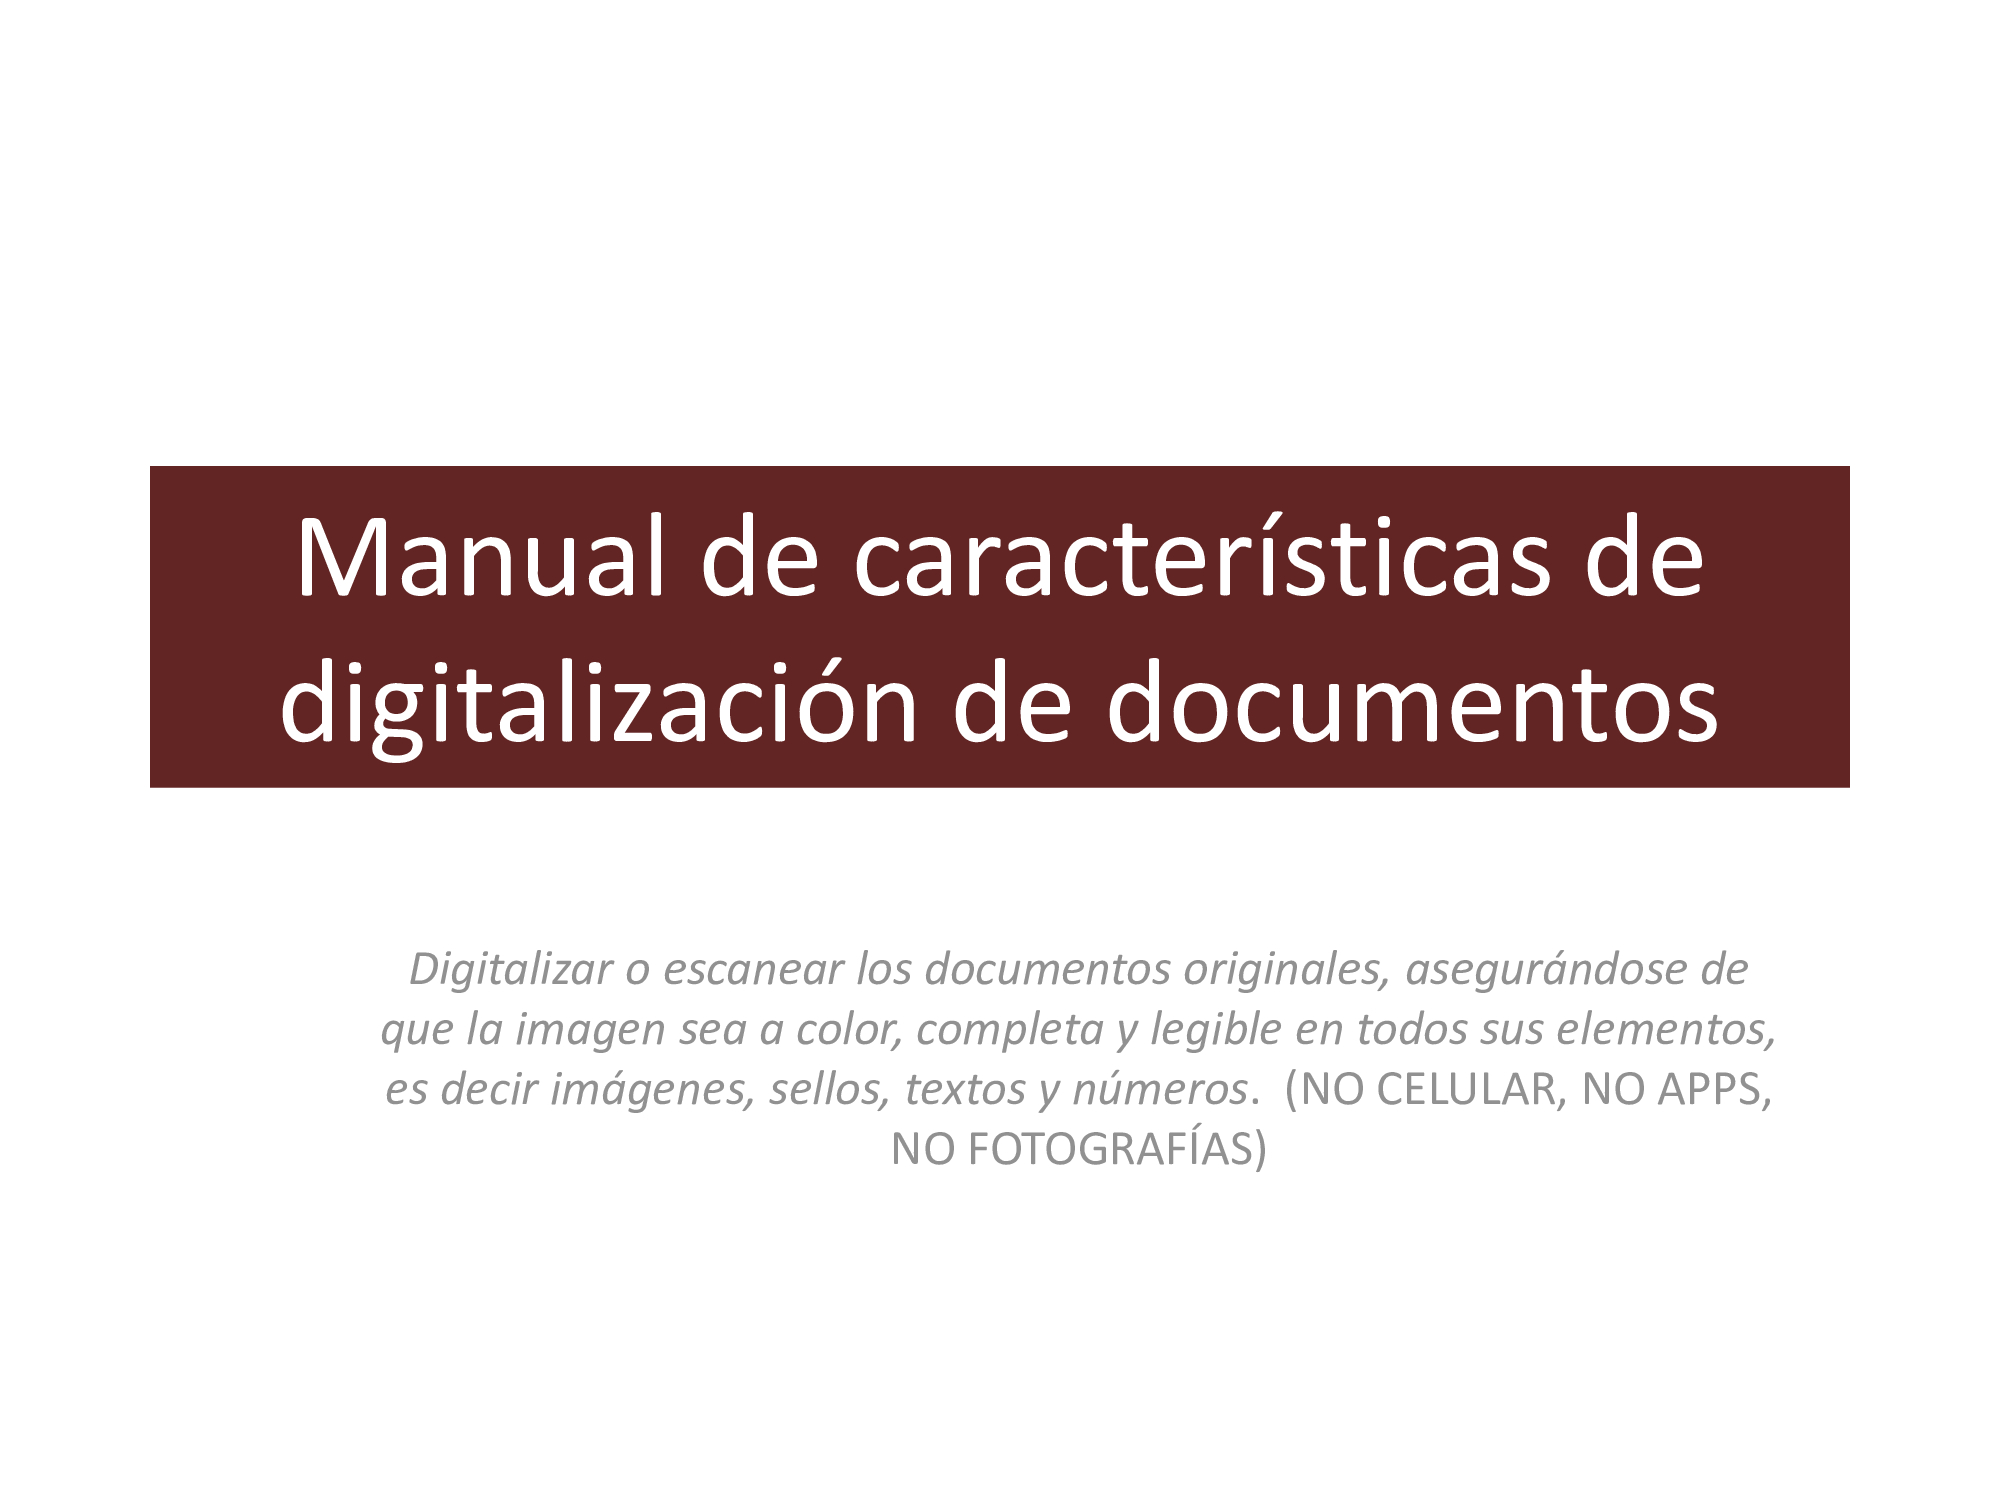 Manual de características de
digitalización de documentos
Digitalizar o escanear los documentos originales, asegurándose de
que la imagen sea a color, completa y legible en todos sus elementos,
es decir imágenes, sellos, textos y números.  (NO CELULAR, NO APPS,
NO FOTOGRAFÍAS)